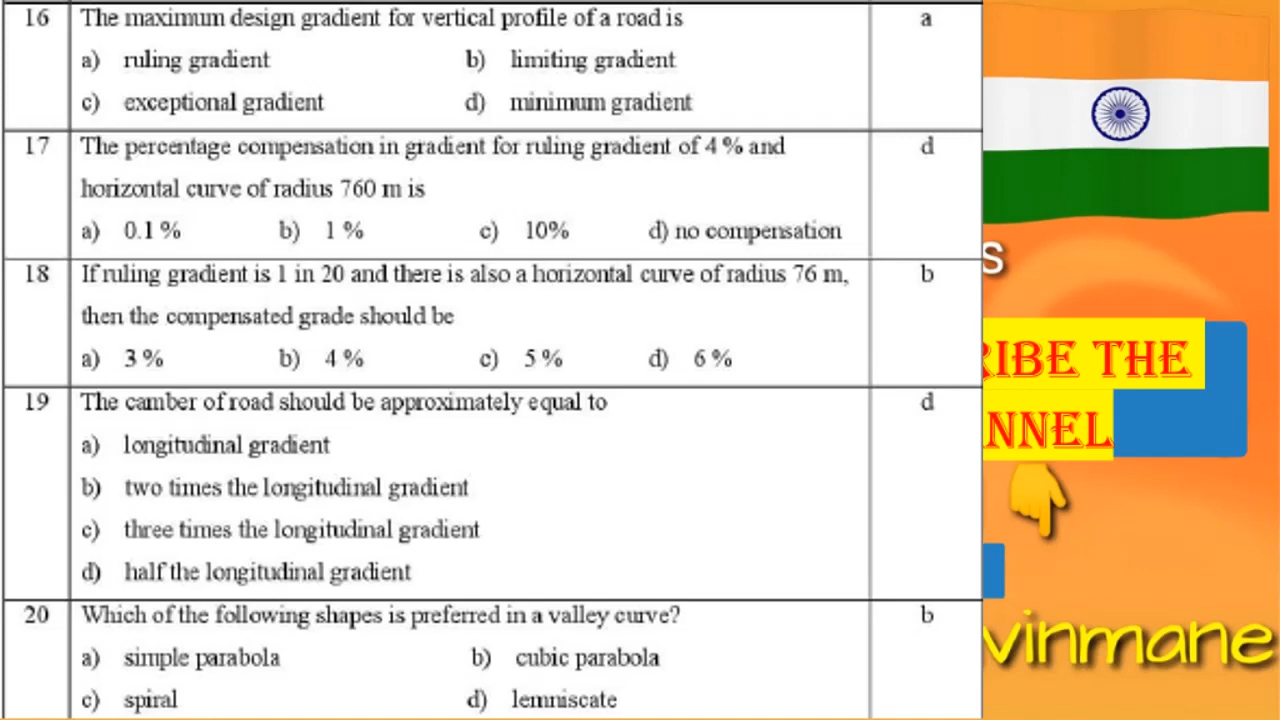 16 The maximum design gradient for vertical profile of a road is a
a) ruling gradient b) limiting gradient
c) exceptional gradient d) minimum gradient
17 The percentage compensation in gradient for ruling gradient of 4 % and d
horizontal curve of radius 760 m is
a) 0.1 % b) 1 % c) 10% d) no compensation
18 If ruling gradient is 1 in 20 and there is also a horizontal curve of radius 76 m, b
then the compensated grade should be
a) 3 % b) 4 % c) 5 % d) 6 %
19 The camber of road should be approximately equal to d
a) longitudinal gradient
b) two times the longitudinal gradient
c) three times the longitudinal gradient
d) half the longitudinal gradient
20 Which of the following shapes is preferred in a valley curve? b
a) simple parabola b) cubic parabola
c) spiral d) lemniscate
s
RIBE THE
NNEL
vinmane